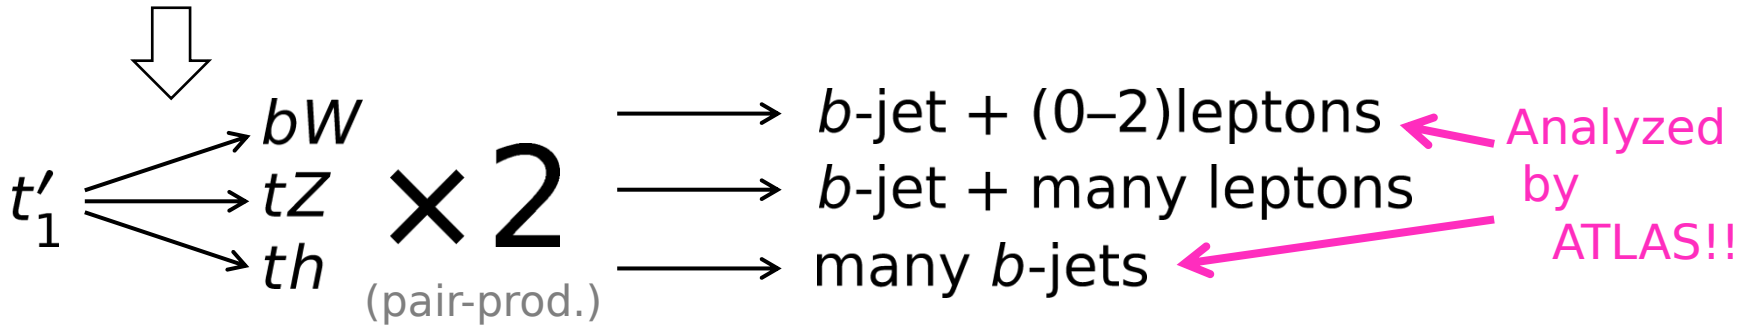 t′₁
bW
tZ
th
×2
(pair-prod.)
b-jet + (0–2)leptons
b-jet + many leptons
many b-jets
Analyzed
by
ATLAS!!